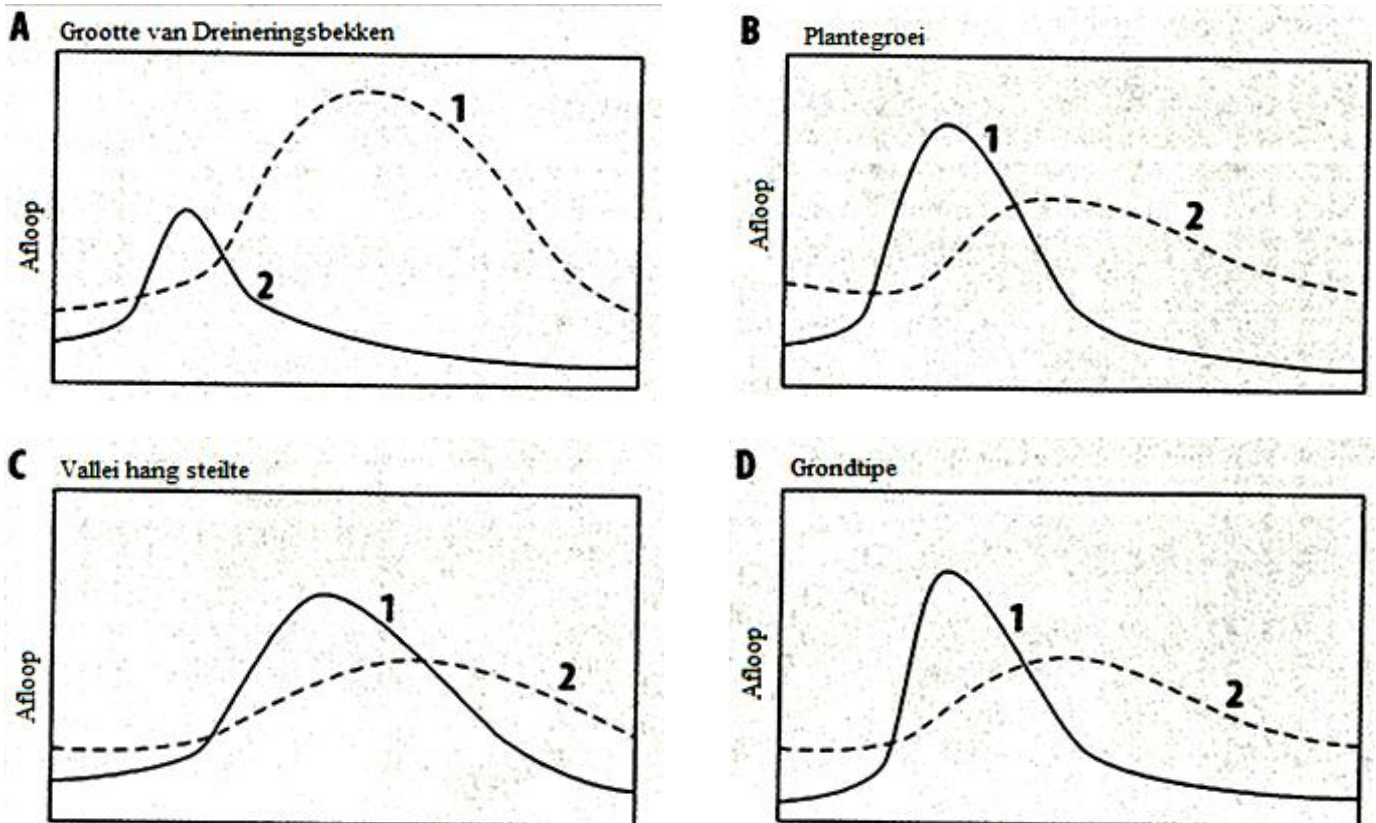 A Grootte van Dreineringsbekken
Afloop
1
2
B Plantegroei
Afloop
1
2
C Vallei hang steilte
Afloop
1
2
D Grondtipe
Afloop
1
2